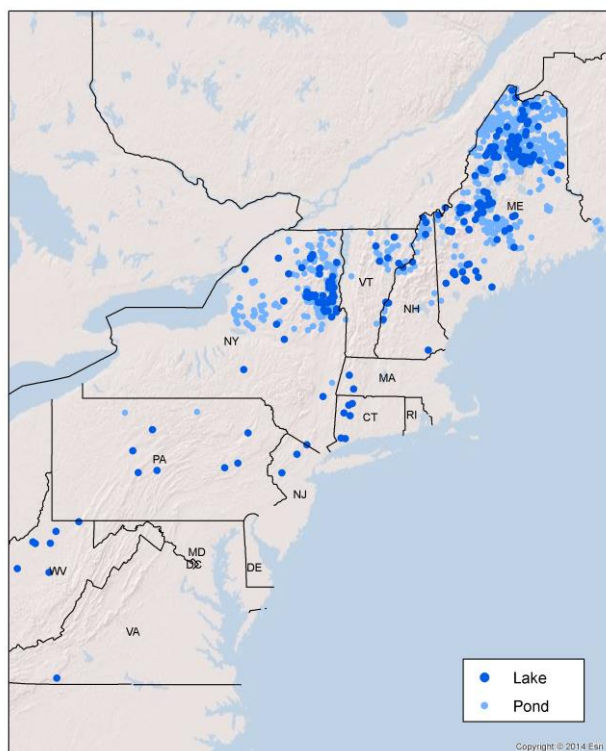 ME
VT
NH
NY
MA
CT
RI
PA
NJ
MD
DC
DE
WV
VA
Lake
Pond
Copyright © 2014 Esri